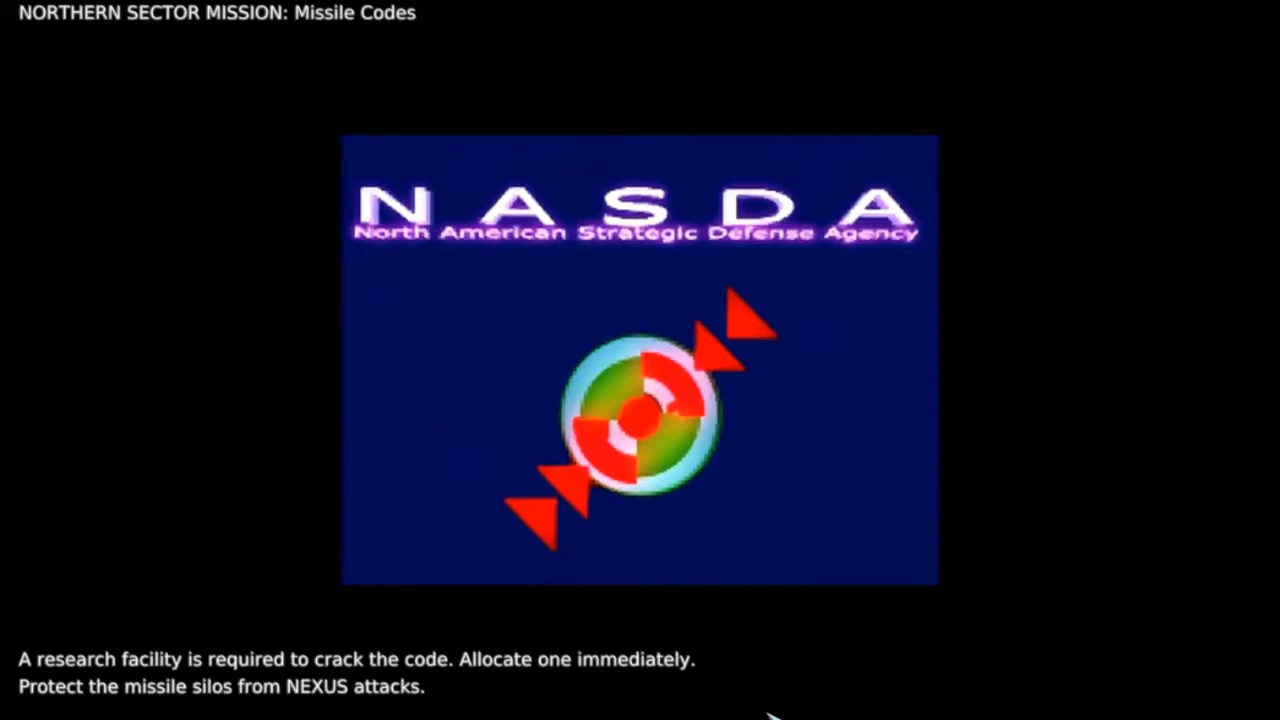 NORTHERN SECTOR MISSION: Missile Codes
NASDA
North American Strategic Defense Agency
A research facility is required to crack the code. Allocate one immediately.
Protect the missile silos from NEXUS attacks.